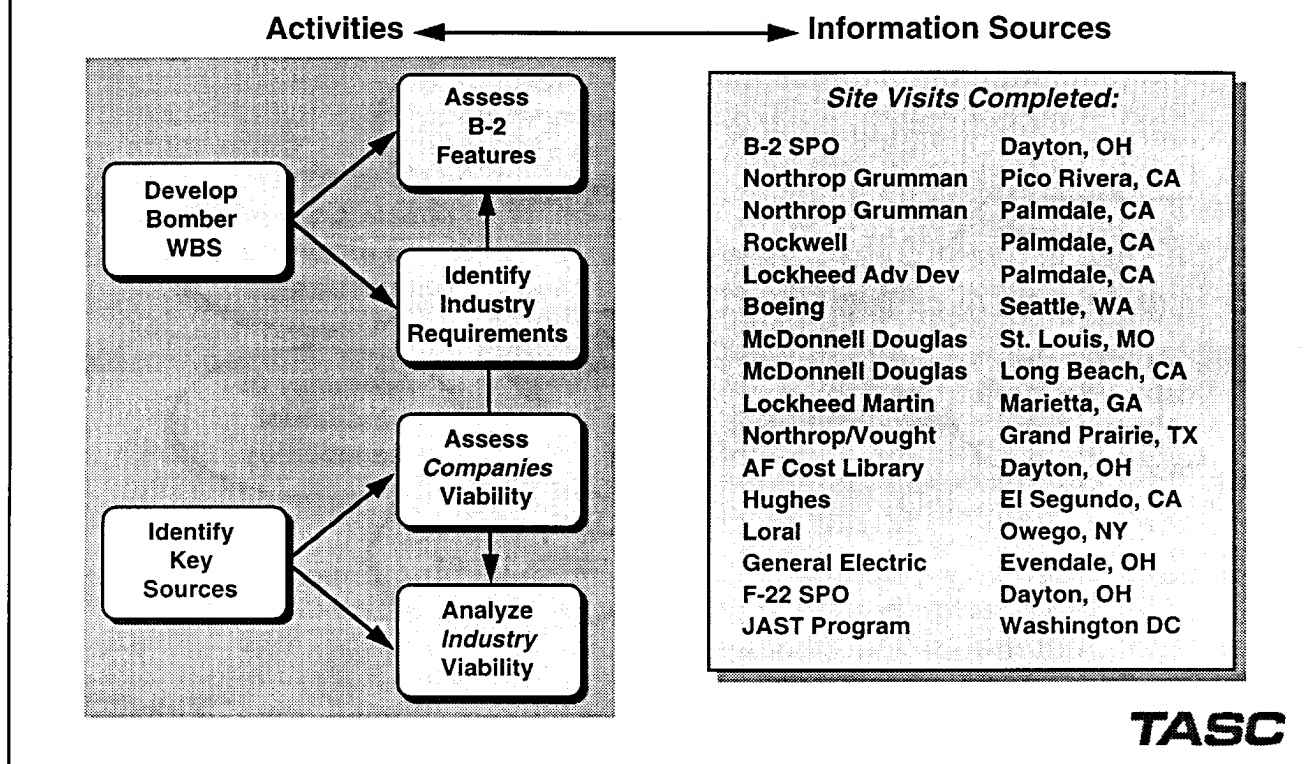 Activities
Information Sources
Develop
Bomber
WBS
Assess
B-2
Features
Identify
Industry
Requirements
Identify
Key
Sources
Assess
Companies
Viability
Analyze
Industry
Viability
Site Visits Completed:
B-2 SPO Dayton, OH
Northrop Grumman Pico Rivera, CA
Northrop Grumman Palmdale, CA
Rockwell Palmdale, CA
Lockheed Adv Dev Palmdale, CA
Boeing Seattle, WA
McDonnell Douglas St. Louis, MO
McDonnell Douglas Long Beach, CA
Lockheed Martin Marietta, GA
Northrop/Vought Grand Prairie, TX
AF Cost Library Dayton, OH
Hughes El Segundo, CA
Loral Owego, NY
General Electric Evendale, OH
F-22 SPO Dayton, OH
JAST Program Washington DC
TASC